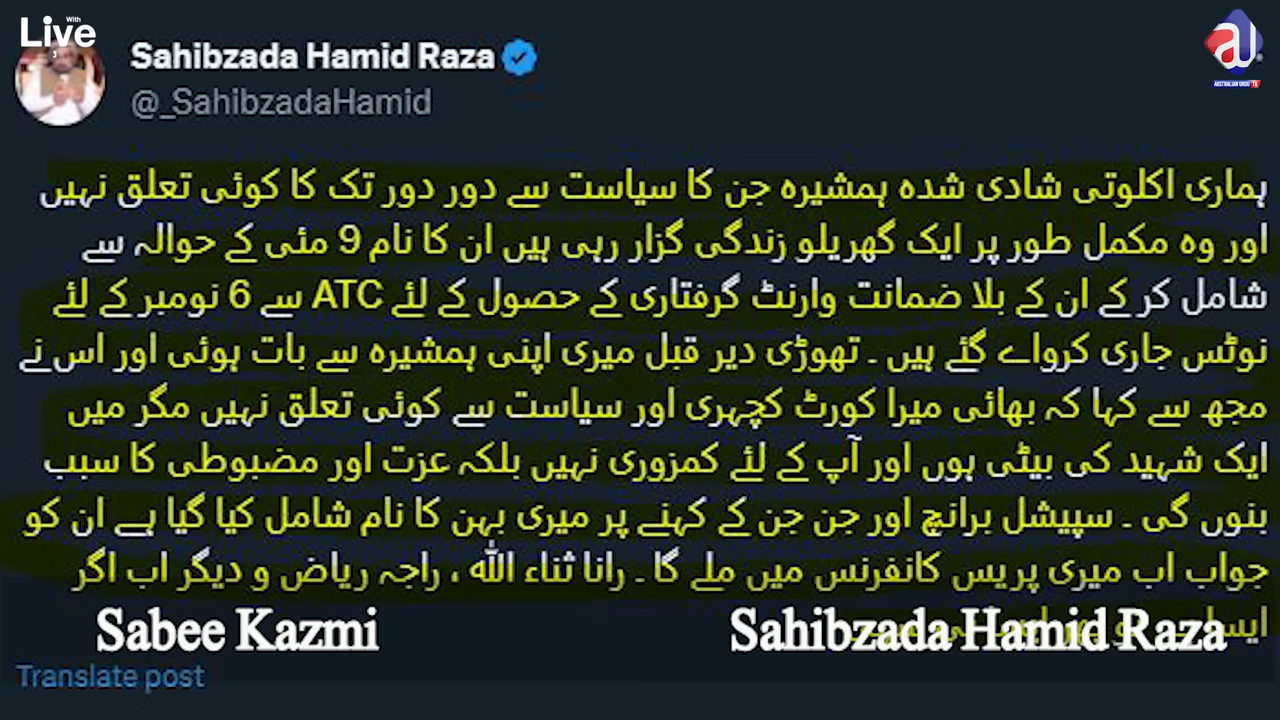 Live
With
AUSTRALIAN URDU TV
Sahibzada Hamid Raza
@_SahibzadaHamid
ہماری اکلوتی شادی شدہ ہمشیرہ جن کا سیاست سے دور دور تک کا کوئی تعلق نہیں
اور وہ مکمل طور پر ایک گھریلو زندگی گزار رہی ہیں ان کا نام 9 مئی کے حوالہ سے
شامل کر کے ان کے بلا ضمانت وارنٹ گرفتاری کے حصول کے لئے ATC سے 6 نومبر کے لئے
نوٹس جاری کرواے گئے ہیں ۔ تھوڑی دیر قبل میری اپنی ہمشیرہ سے بات ہوئی اور اس نے
مجھ سے کہا کہ بھائی میرا کورٹ کچہری اور سیاست سے کوئی تعلق نہیں مگر میں
ایک شہید کی بیٹی ہوں اور آپ کے لئے کمزوری نہیں بلکہ عزت اور مضبوطی کا سبب
بنوں گی ۔ سپیشل برانچ اور جن جن کے کہنے پر میری بہن کا نام شامل کیا گیا ہے ان کو
جواب اب میری پریس کانفرنس میں ملے گا ۔ رانا ثناء اللہ ، راجہ ریاض و دیگر اب اگر
Sabee Kazmi
Sahibzada Hamid Raza
Translate post